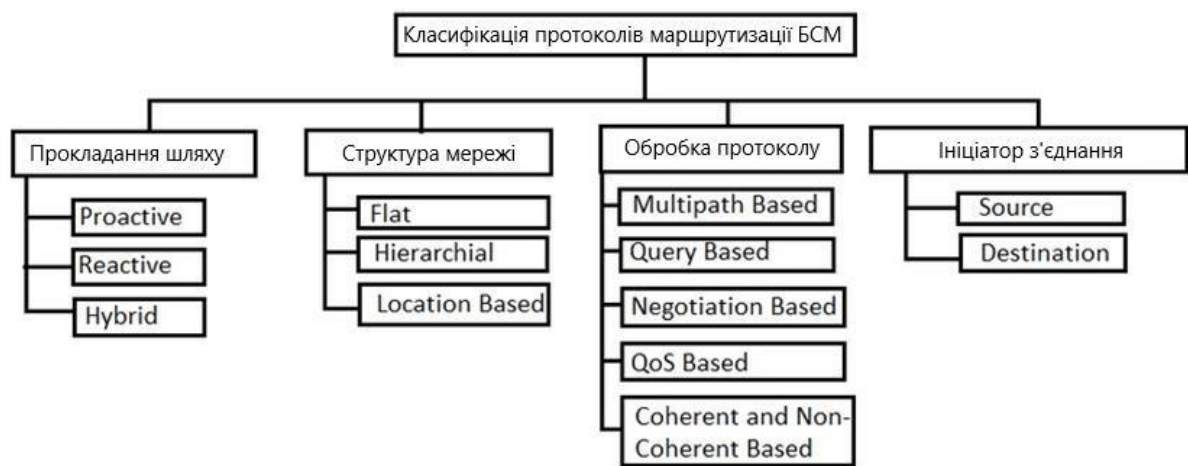 Класифікація протоколів маршрутизації БСМ
Прокладання шляху
Proactive
Reactive
Hybrid
Структура мережі
Flat
Hierarchial
Location Based
Обробка протоколу
Multipath Based
Query Based
Negotiation Based
QoS Based
Coherent and Non-
Coherent Based
Ініціатор з'єднання
Source
Destination